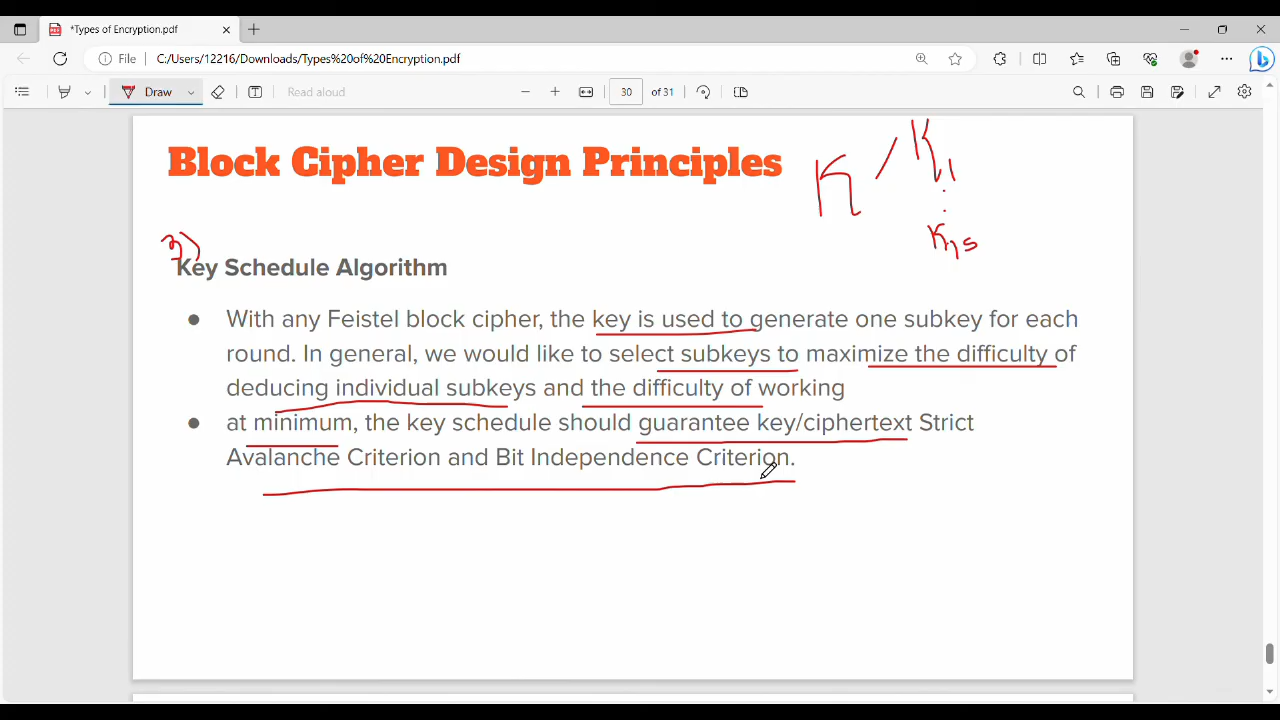 *Types of Encryption.pdf
File C:/Users/12216/Downloads/Types%20of%20Encryption.pdf
Draw Read aloud 30 of 31
Block Cipher Design Principles
K / K1
K15
3)
Key Schedule Algorithm
● With any Feistel block cipher, the key is used to generate one subkey for each
round. In general, we would like to select subkeys to maximize the difficulty of
deducing individual subkeys and the difficulty of working
● at minimum, the key schedule should guarantee key/ciphertext Strict
Avalanche Criterion and Bit Independence Criterion.